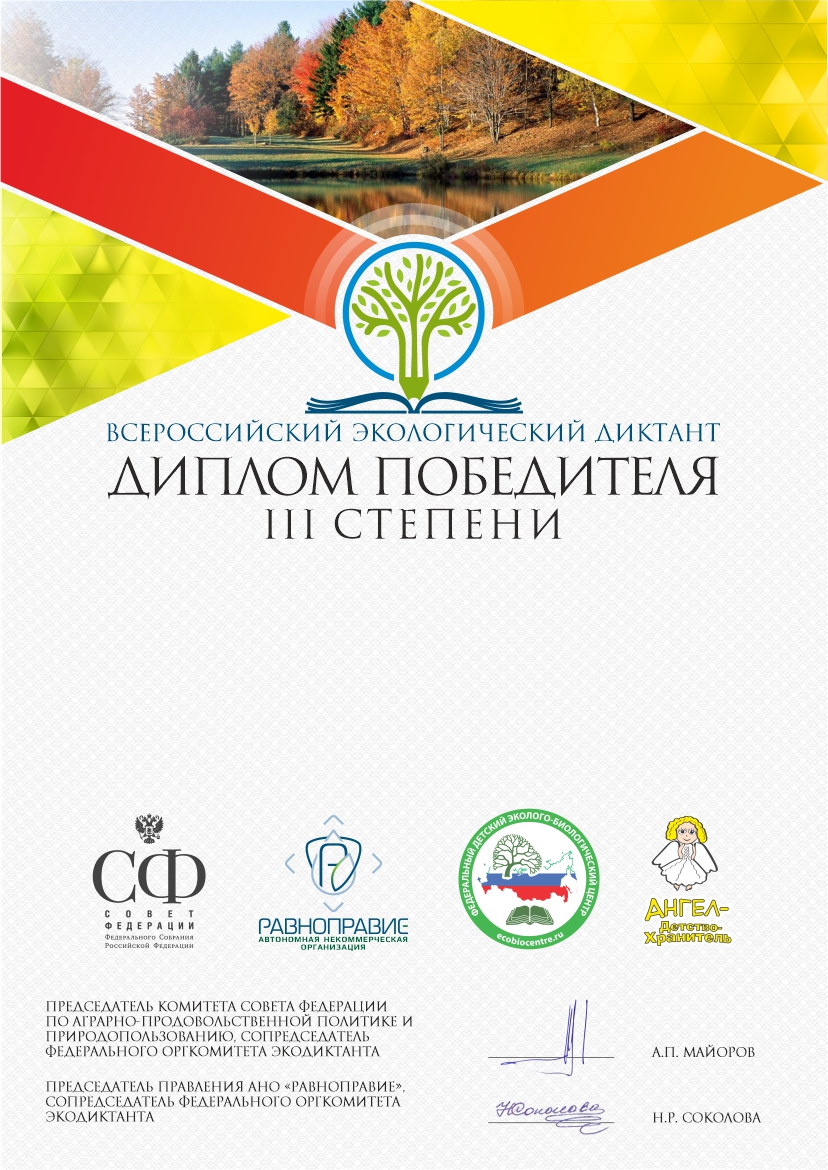 ВСЕРОССИЙСКИЙ ЭКОЛОГИЧЕСКИЙ ДИКТАНТ
ДИПЛОМ ПОБЕДИТЕЛЯ
III СТЕПЕНИ
СФ
СОВЕТ
ФЕДЕРАЦИИ
Федерального Собрания
Российской Федерации
РАВНОПРАВИЕ
АВТОНОМНАЯ НЕКОММЕРЧЕСКАЯ
ОРГАНИЗАЦИЯ
ФЕДЕРАЛЬНЫЙ ДЕТСКИЙ ЭКОЛОГО-БИОЛОГИЧЕСКИЙ ЦЕНТР
ecobiocentre.ru
АНГЕЛ-
Детство-
Хранитель
ПРЕДСЕДАТЕЛЬ КОМИТЕТА СОВЕТА ФЕДЕРАЦИИ
ПО АГРАРНО-ПРОДОВОЛЬСТВЕННОЙ ПОЛИТИКЕ И
ПРИРОДОПОЛЬЗОВАНИЮ, СОПРЕДСЕДАТЕЛЬ
ФЕДЕРАЛЬНОГО ОРГКОМИТЕТА ЭКОДИКТАНТА
А.П. МАЙОРОВ
ПРЕДСЕДАТЕЛЬ ПРАВЛЕНИЯ АНО «РАВНОПРАВИЕ»,
СОПРЕДСЕДАТЕЛЬ ФЕДЕРАЛЬНОГО ОРГКОМИТЕТА
ЭКОДИКТАНТА
НСоколова
Н.Р. СОКОЛОВА